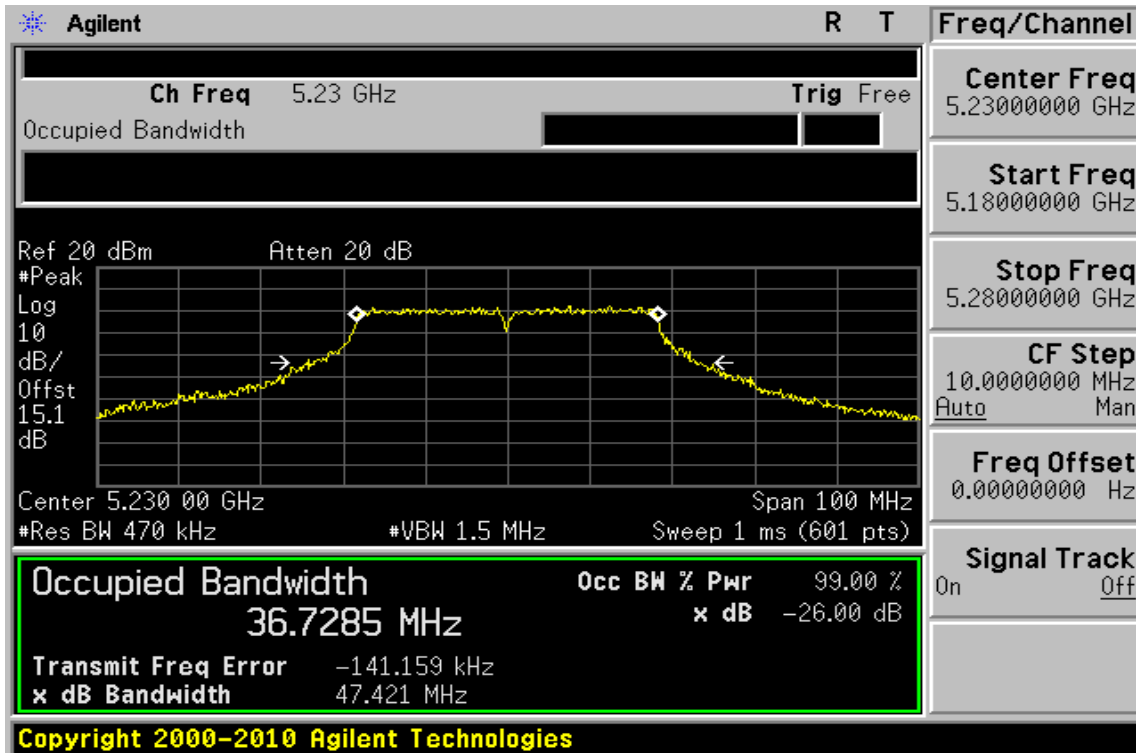 Agilent R T
Ch Freq 5.23 GHz Trig Free
Occupied Bandwidth
Ref 20 dBm Atten 20 dB
#Peak
Log
10
dB/
Offst
15.1
dB
Center 5.230 00 GHz Span 100 MHz
#Res BW 470 kHz #VBW 1.5 MHz Sweep 1 ms (601 pts)
Occupied Bandwidth Occ BW % Pwr 99.00 %
36.7285 MHz x dB -26.00 dB
Transmit Freq Error -141.159 kHz
x dB Bandwidth 47.421 MHz
Copyright 2000-2010 Agilent Technologies
Freq/Channel
Center Freq
5.23000000 GHz
Start Freq
5.18000000 GHz
Stop Freq
5.28000000 GHz
CF Step
10.0000000 MHz
Auto Man
Freq Offset
0.00000000 Hz
Signal Track
On Off